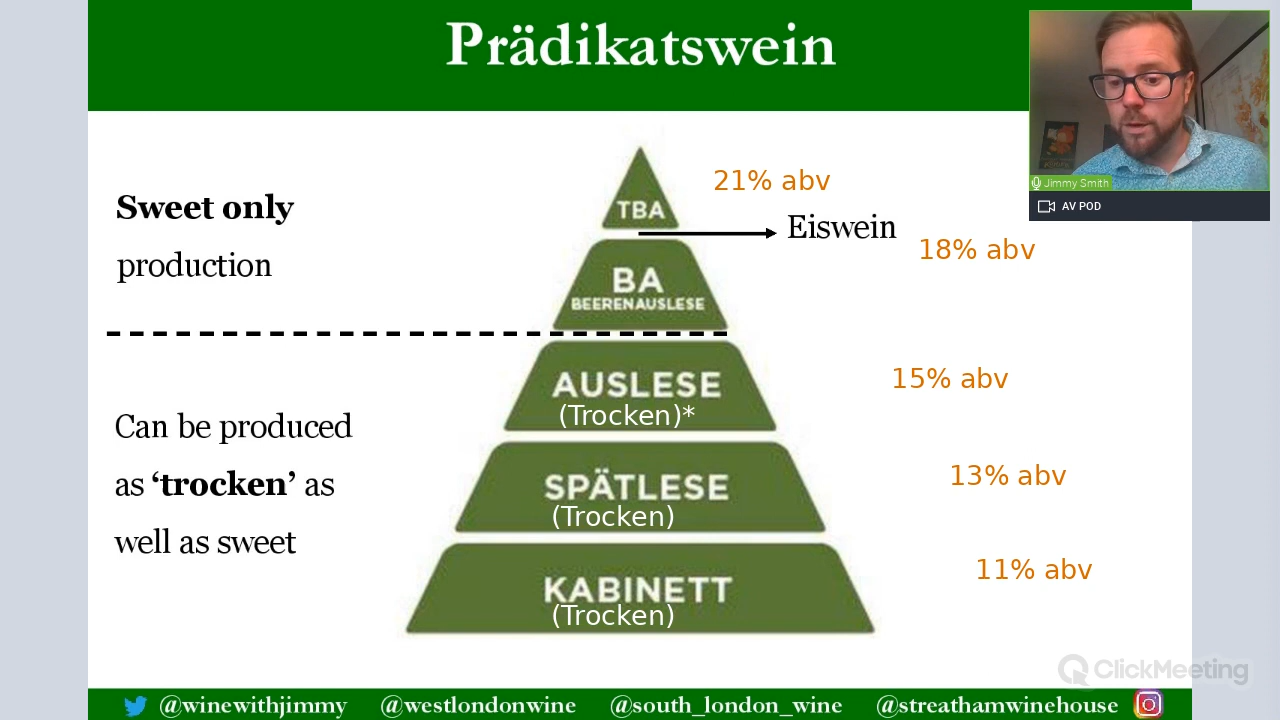 Prädikatswein
Jimmy Smith
AV POD
Sweet only
production
TBA
21% abv
Eiswein
18% abv
BA
BEERENAUSLESE
AUSLESE
(Trocken)*
15% abv
Can be produced
as ‘trocken’ as
well as sweet
SPÄTLESE
(Trocken)
13% abv
KABINETT
(Trocken)
11% abv
ClickMeeting
@winewithjimmy @westlondonwine @south_london_wine @streathamwinehouse